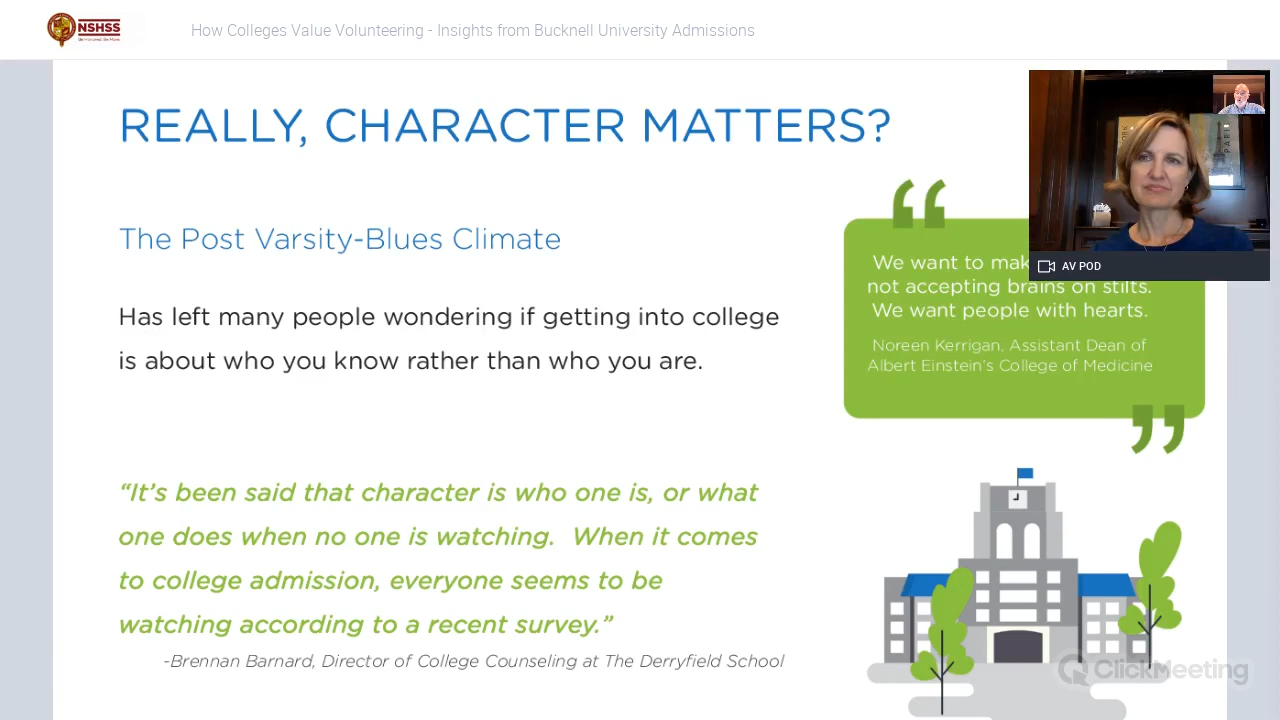 NSHSS
How Colleges Value Volunteering - Insights from Bucknell University Admissions
REALLY, CHARACTER MATTERS?
The Post Varsity-Blues Climate
Has left many people wondering if getting into college
is about who you know rather than who you are.
“It’s been said that character is who one is, or what
one does when no one is watching.  When it comes
to college admission, everyone seems to be
watching according to a recent survey.”
-Brennan Barnard, Director of College Counseling at The Derryfield School
“
We want to mak
not accepting brains on stilts.
We want people with hearts.
Noreen Kerrigan, Assistant Dean of
Albert Einstein’s College of Medicine
”
PARI
AV POD
ClickMeeting